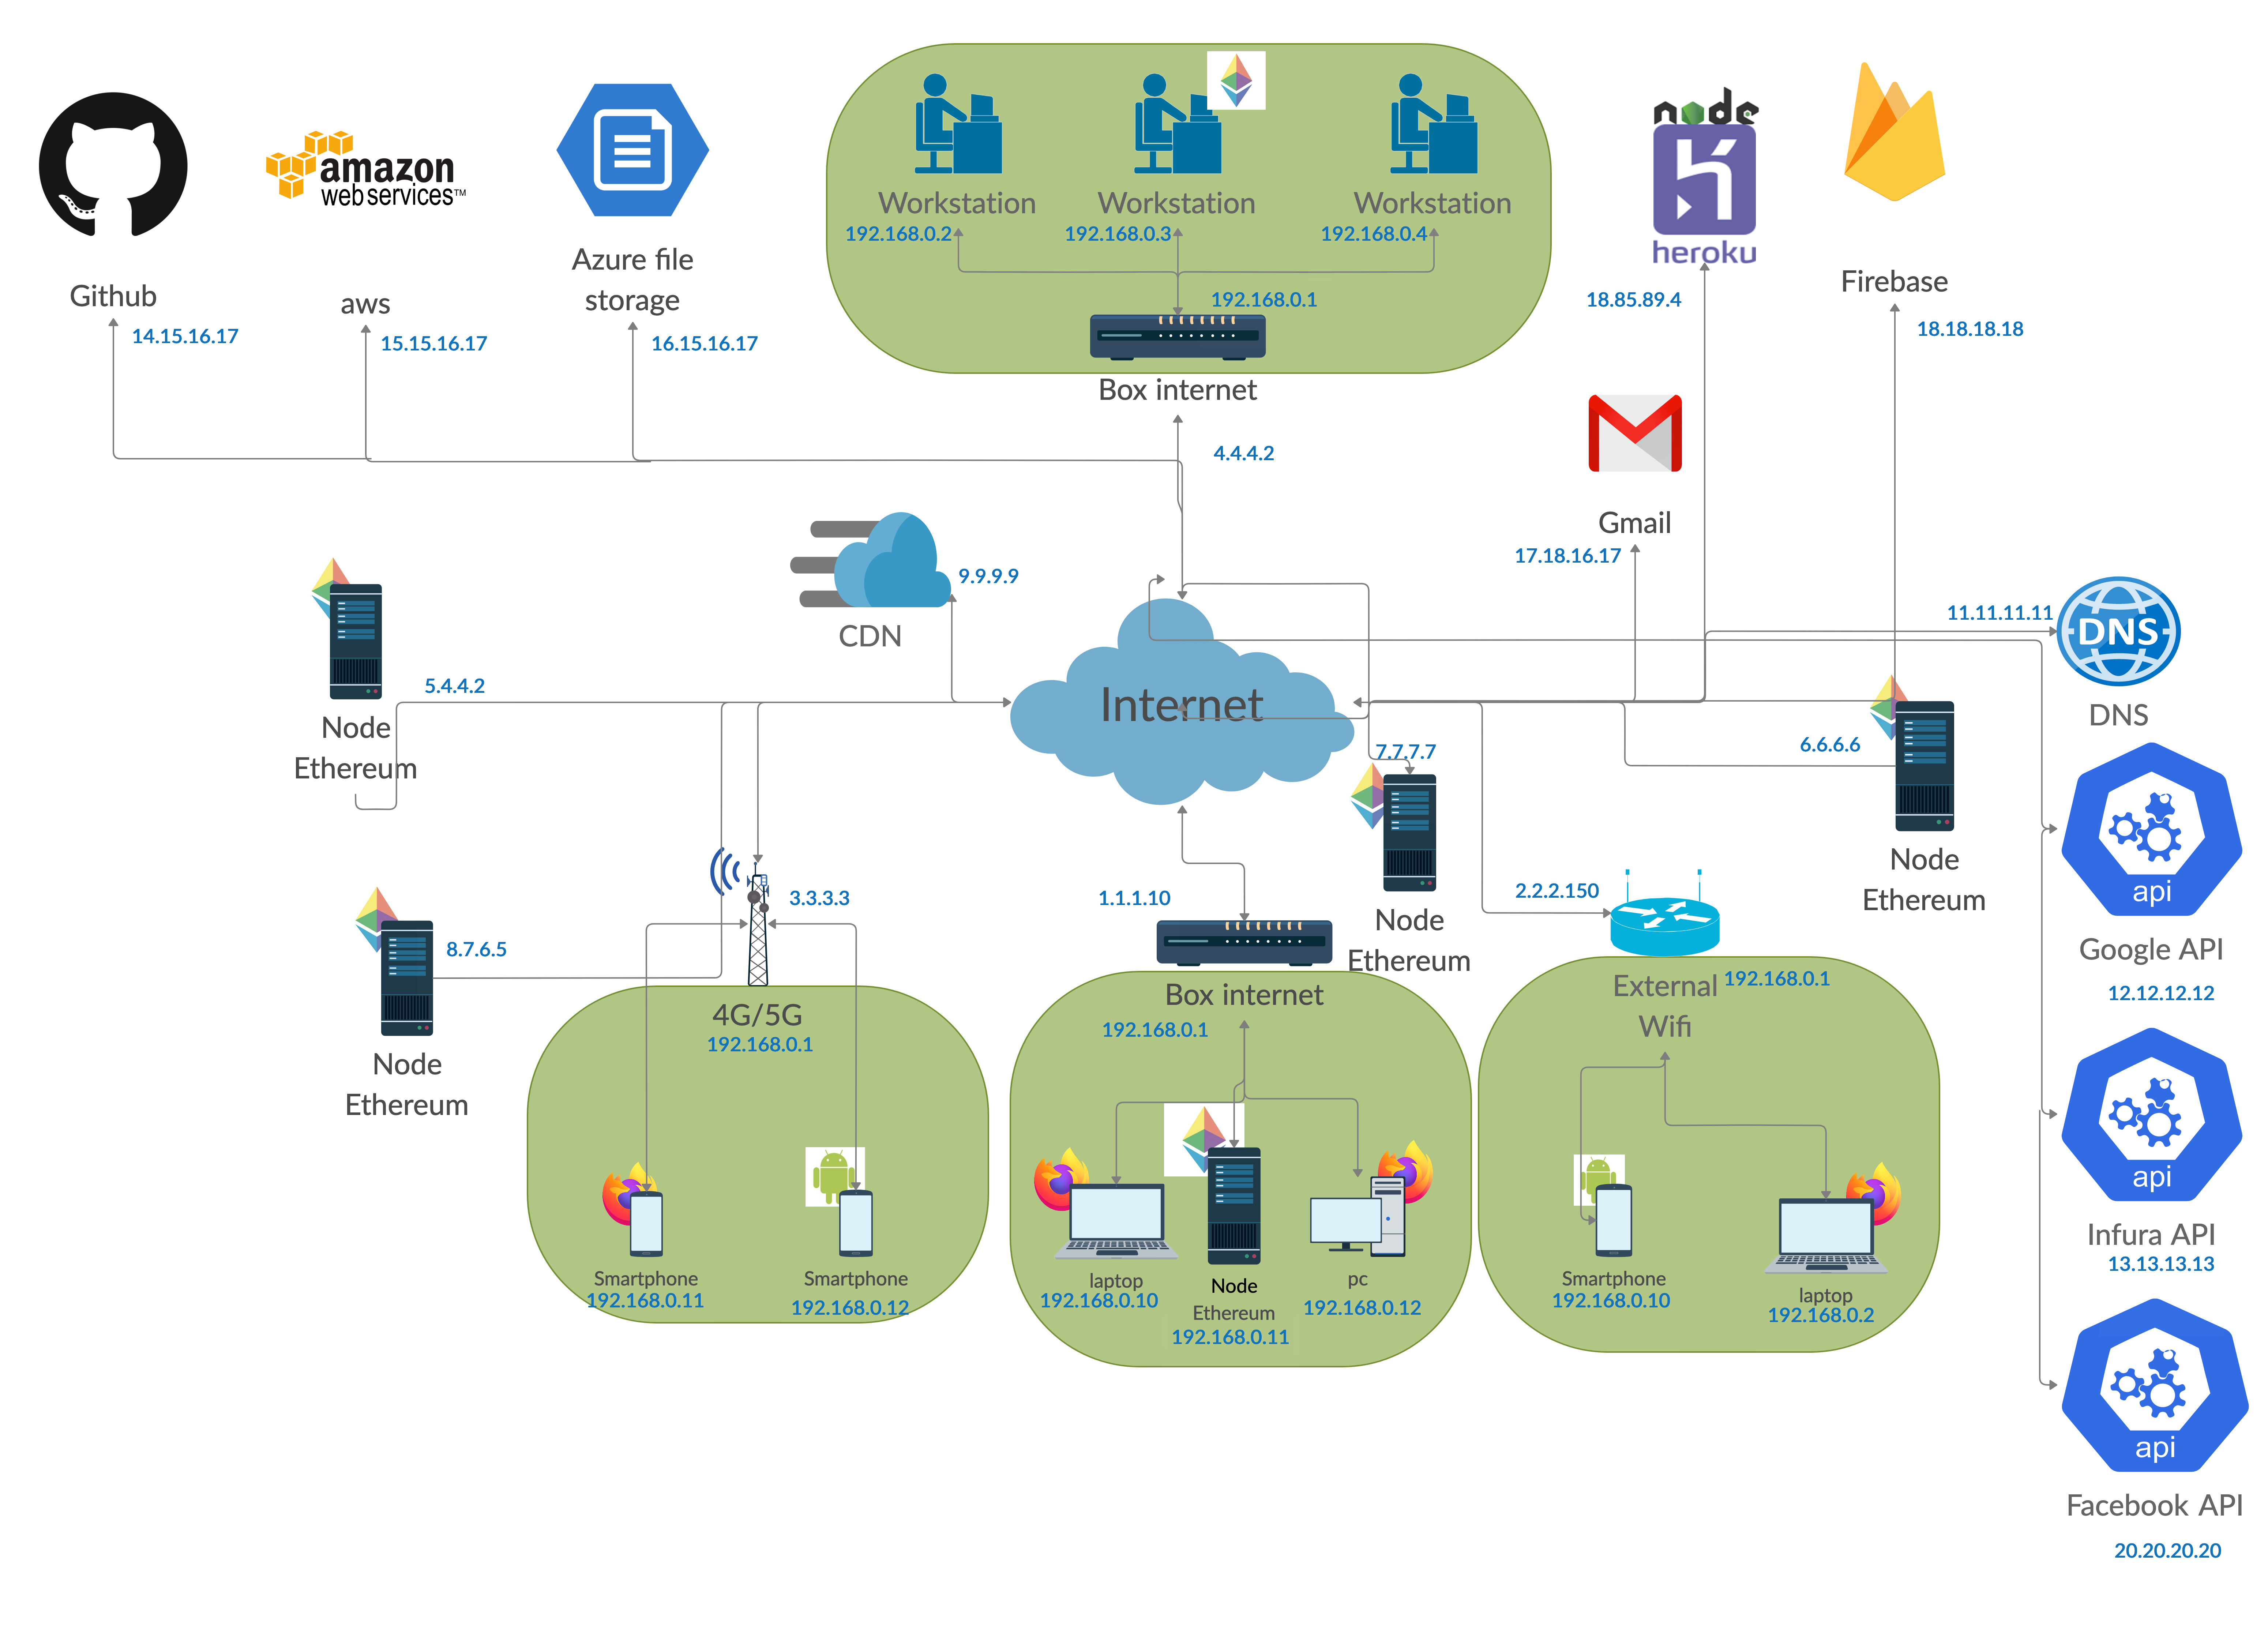 Github
14.15.16.17
amazon
webservices™
aws
15.15.16.17
Azure file
storage
16.15.16.17
Workstation
192.168.0.2
Workstation
192.168.0.3
Workstation
192.168.0.4
192.168.0.1
Box internet
4.4.4.2
node
heroku
18.85.89.4
Firebase
18.18.18.18
Gmail
17.18.16.17
9.9.9.9
CDN
Internet
11.11.11.11
DNS
DNS
Node
Ethereum
5.4.4.2
7.7.7.7
Node
Ethereum
6.6.6.6
Node
Ethereum
api
Google API
12.12.12.12
8.7.6.5
Node
Ethereum
3.3.3.3
4G/5G
192.168.0.1
Smartphone
192.168.0.11
Smartphone
192.168.0.12
1.1.1.10
Box internet
192.168.0.1
laptop
192.168.0.10
Node
Ethereum
192.168.0.11
pc
192.168.0.12
2.2.2.150
External
Wifi
192.168.0.1
Smartphone
192.168.0.10
laptop
192.168.0.2
api
Infura API
13.13.13.13
api
Facebook API
20.20.20.20